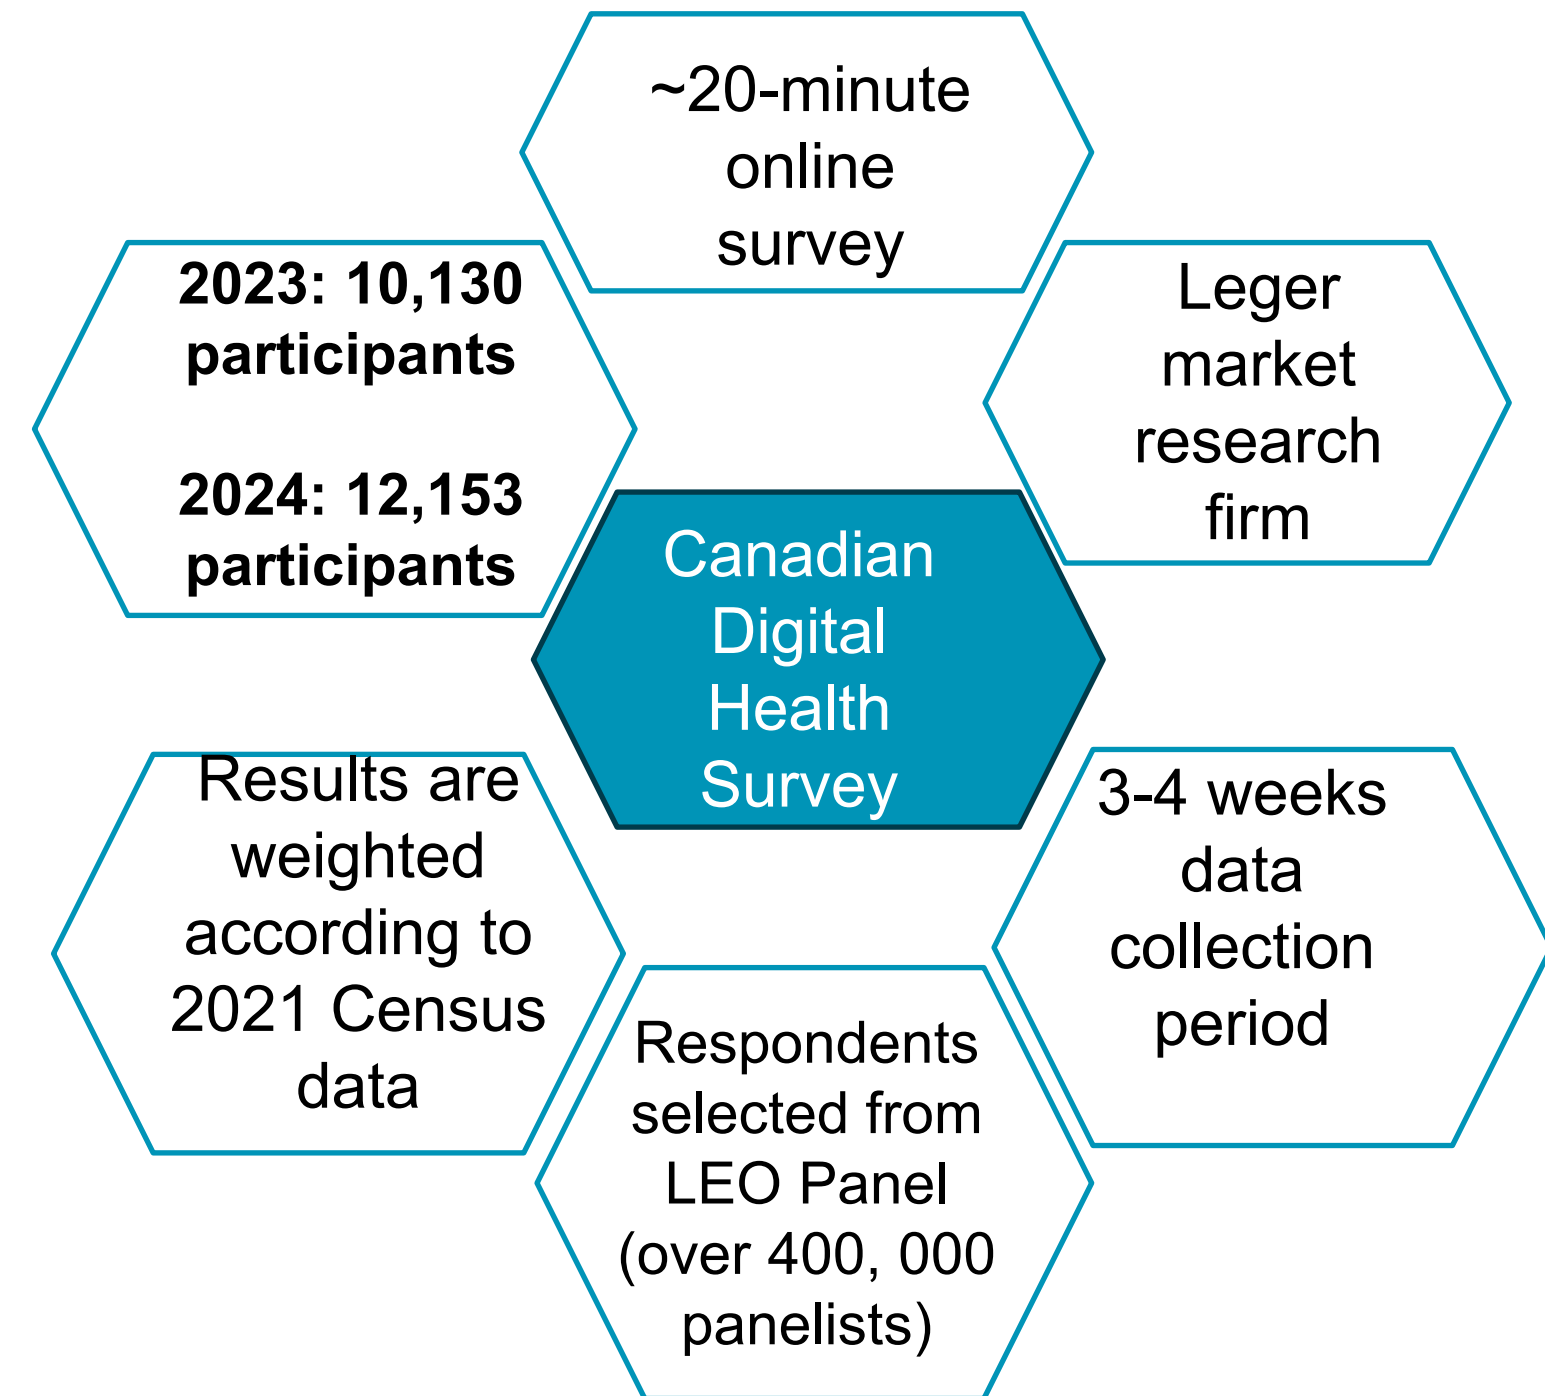 ~20-minute
online
survey
2023: 10,130
participants
2024: 12,153
participants
Leger
market
research
firm
Canadian
Digital
Health
Survey
Results are
weighted
according to
2021 Census
data
3-4 weeks
data
collection
period
Respondents
selected from
LEO Panel
(over 400, 000
panelists)